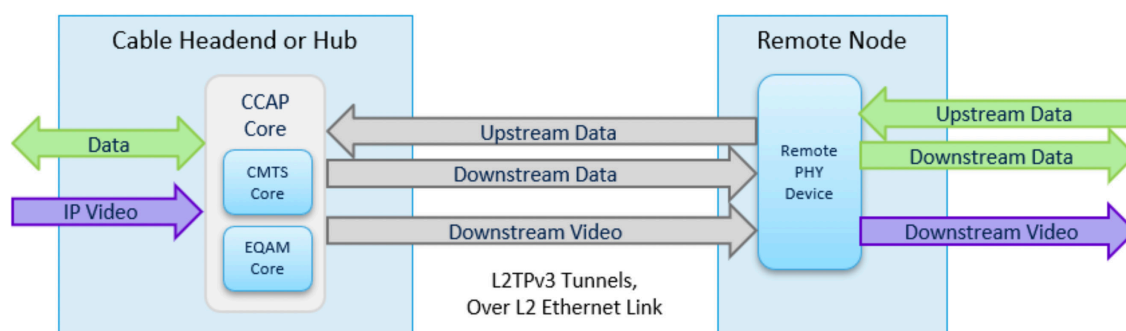 Cable Headend or Hub
Remote Node
CCAP
Core
CMTS
Core
EQAM
Core
Data
IP Video
Upstream Data
Downstream Data
Downstream Video
L2TPv3 Tunnels,
Over L2 Ethernet Link
Remote
PHY
Device
Upstream Data
Downstream Data
Downstream Video